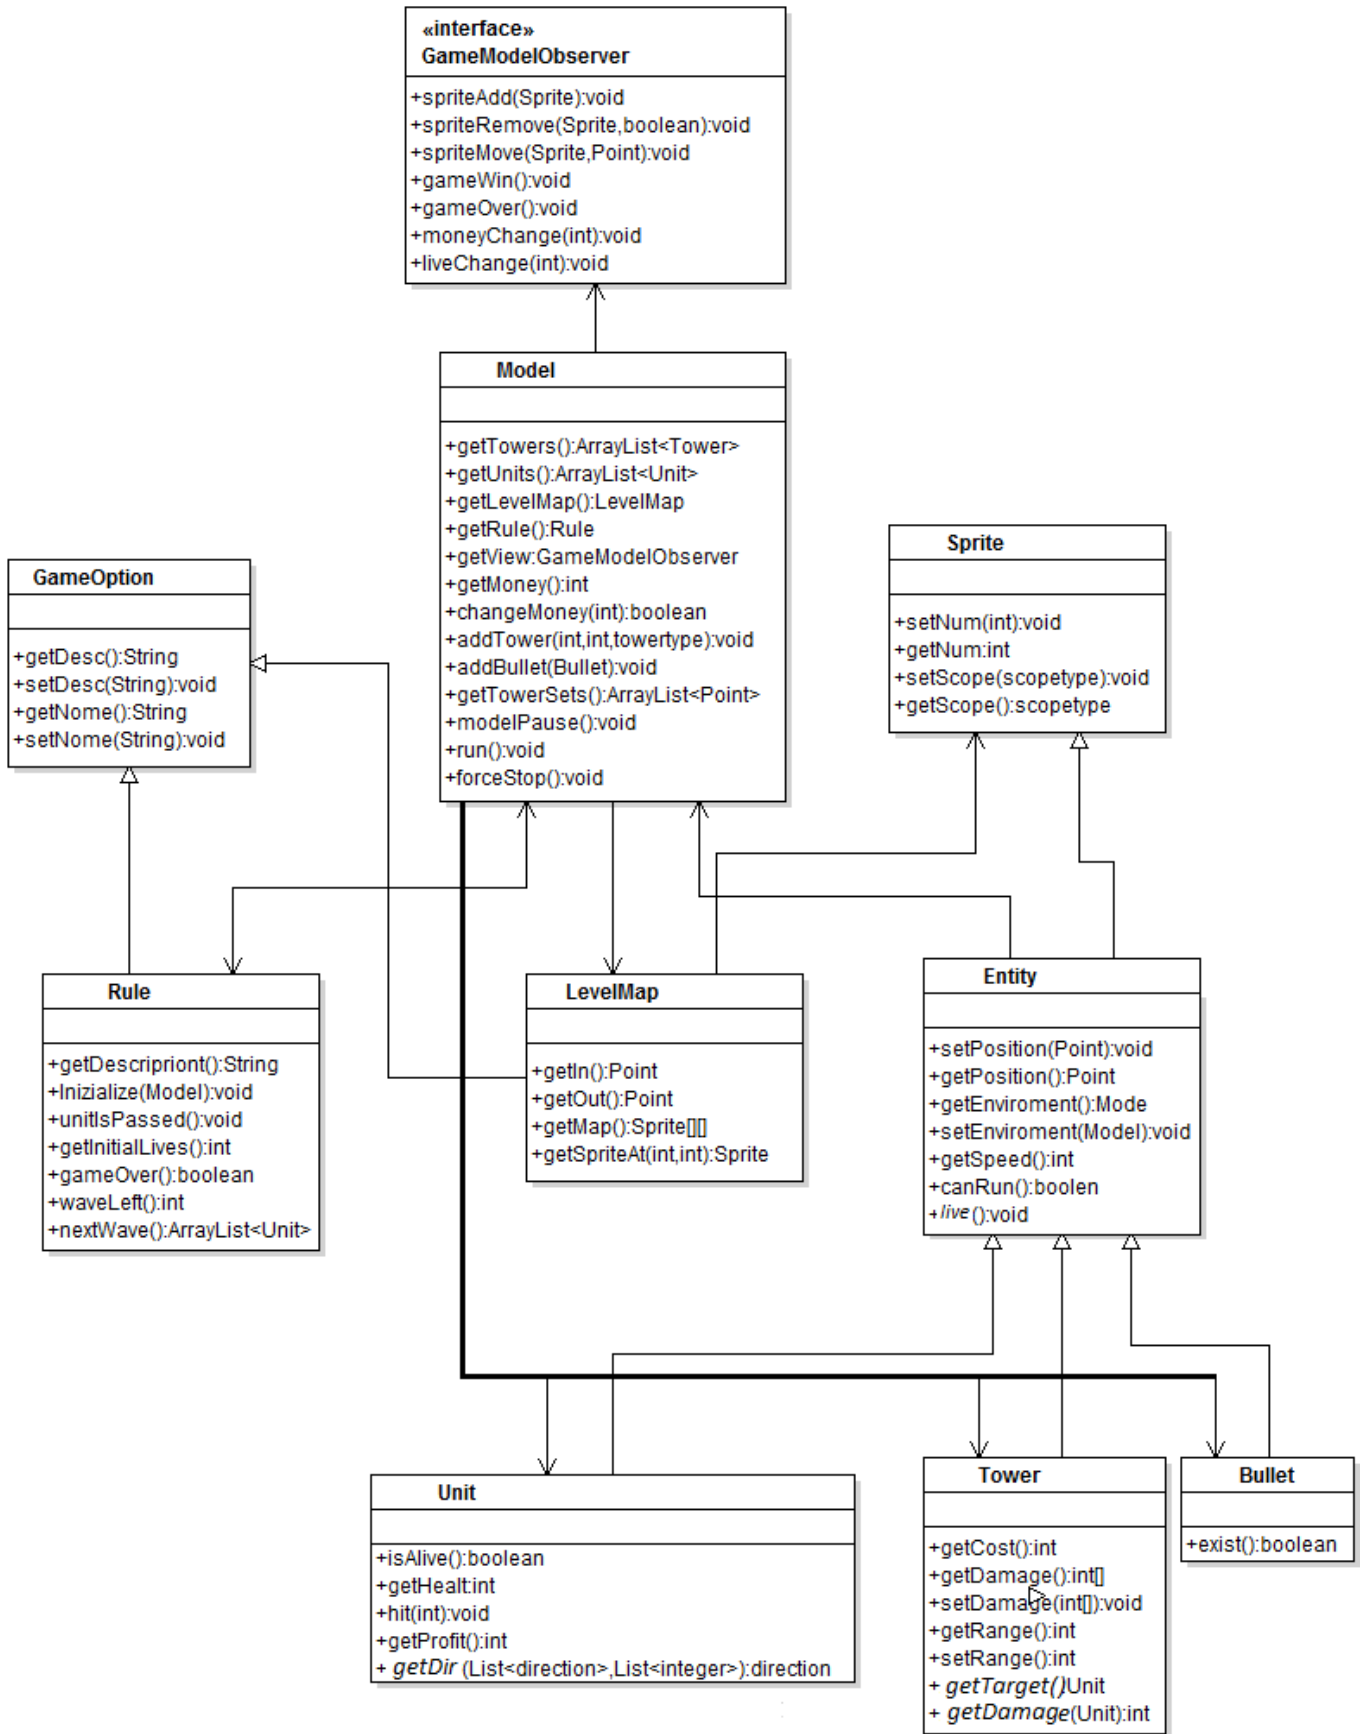 «interface»
GameModelObserver
+spriteAdd(Sprite):void
+spriteRemove(Sprite,boolean):void
+spriteMove(Sprite,Point):void
+gameWin():void
+gameOver():void
+moneyChange(int):void
+liveChange(int):void
Model
+getTowers():ArrayList<Tower>
+getUnits():ArrayList<Unit>
+getLevelMap():LevelMap
+getRule():Rule
+getView:GameModelObserver
+getMoney():int
+changeMoney(int):boolean
+addTower(int,int,towertype):void
+addBullet(Bullet):void
+getTowerSets():ArrayList<Point>
+modelPause():void
+run():void
+forceStop():void
Sprite
+setNum(int):void
+getNum:int
+setScope(scopetype):void
+getScope():scopetype
GameOption
+getDesc():String
+setDesc(String):void
+getNome():String
+setNome(String):void
Rule
+getDescripriont():String
+Inizialize(Model):void
+unitIsPassed():void
+getInitialLives():int
+gameOver():boolean
+waveLeft():int
+nextWave():ArrayList<Unit>
LevelMap
+getIn():Point
+getOut():Point
+getMap():Sprite[][]
+getSpriteAt(int,int):Sprite
Entity
+setPosition(Point):void
+getPosition():Point
+getEnviroment():Mode
+setEnviroment(Model):void
+getSpeed():int
+canRun():boolen
+live():void
Unit
+isAlive():boolean
+getHealt:int
+hit(int):void
+getProfit():int
+ getDir (List<direction>,List<integer>):direction
Tower
+getCost():int
+getDamage():int[]
+setDamage(int[]):void
+getRange():int
+setRange():int
+ getTarget()Unit
+ getDamage(Unit):int
Bullet
+exist():boolean